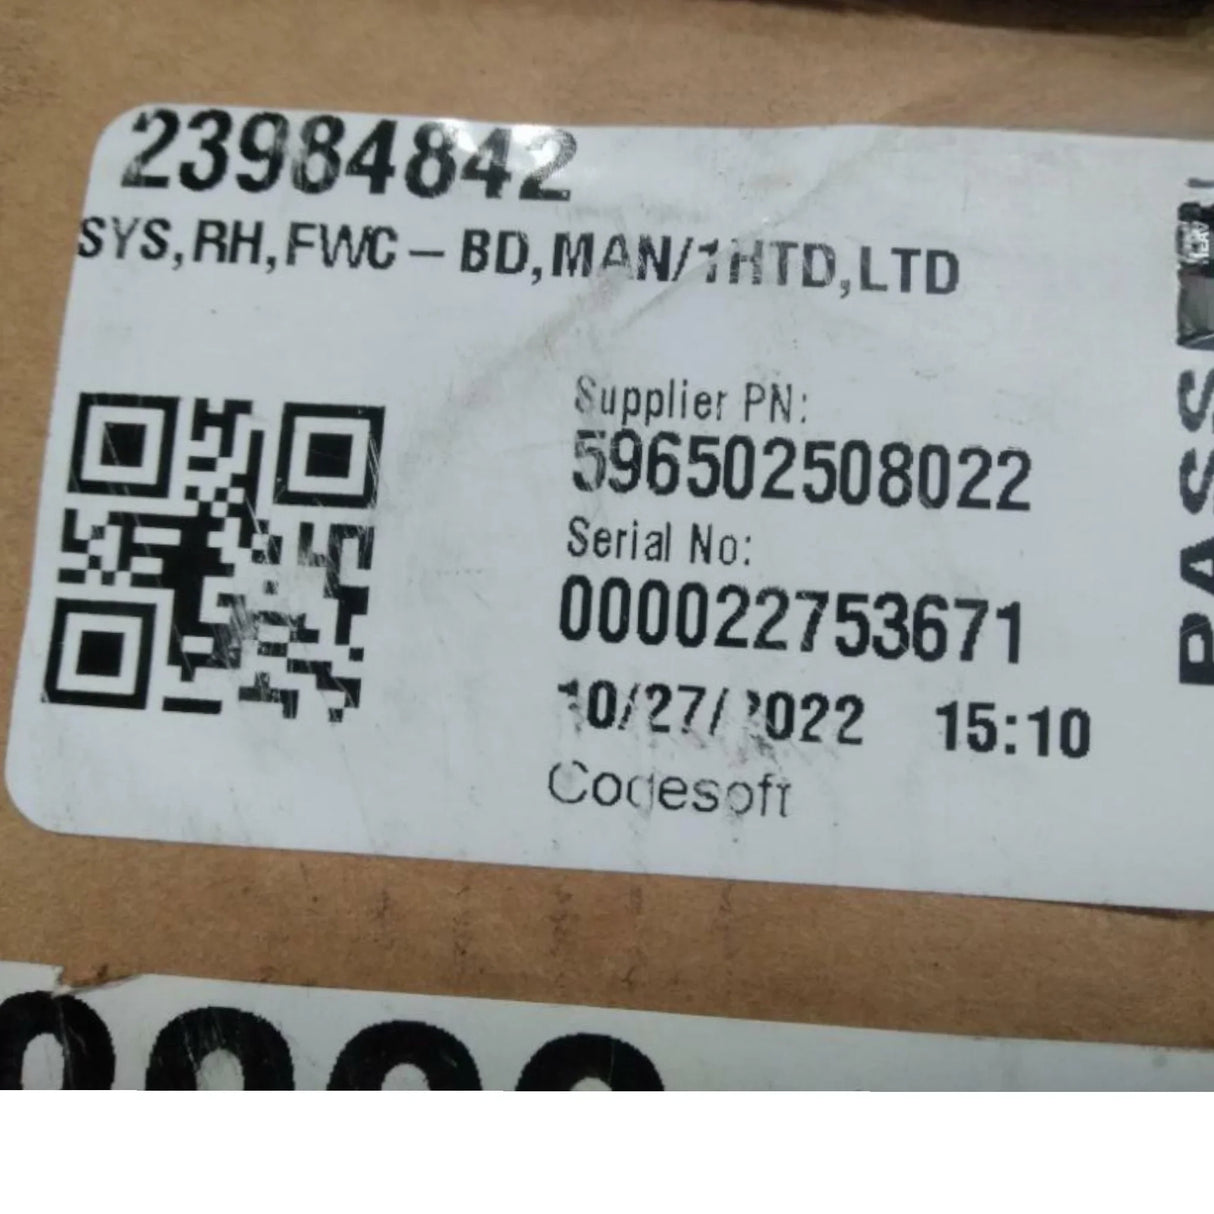 23984842
SYS,RH,FWC-BD,MAN/1HTD,LTD
Supplier PN:
596502508022
Serial No:
000022753671
10/27/2022 15:10
Codesoft